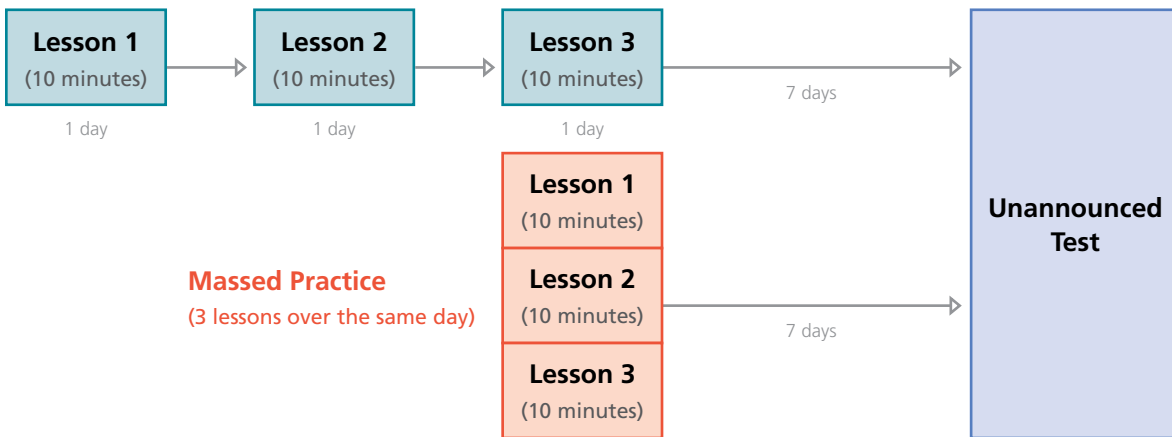 Lesson 1
(10 minutes)
Lesson 2
(10 minutes)
Lesson 3
(10 minutes)
7 days
1 day
1 day
1 day
Lesson 1
(10 minutes)
Massed Practice
(3 lessons over the same day)
Lesson 2
(10 minutes)
7 days
Lesson 3
(10 minutes)
Unannounced
Test